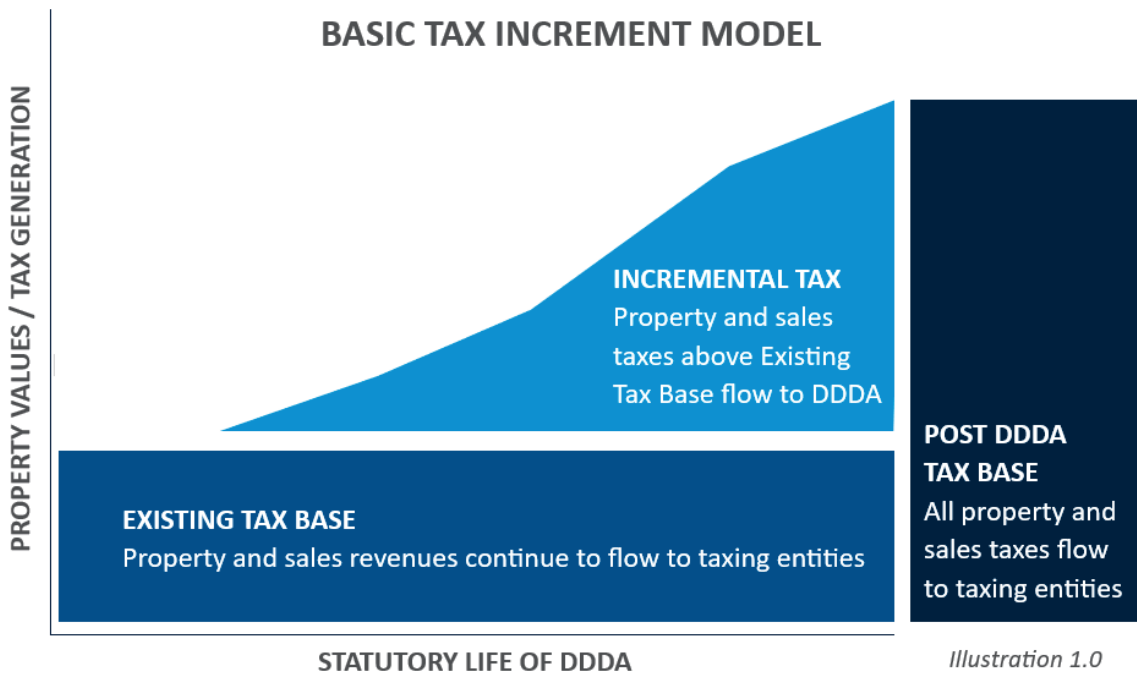 BASIC TAX INCREMENT MODEL
PROPERTY VALUES / TAX GENERATION
INCREMENTAL TAX
Property and sales
taxes above Existing
Tax Base flow to DDDA
EXISTING TAX BASE
Property and sales revenues continue to flow to taxing entities
POST DDDA
TAX BASE
All property and
sales taxes flow
to taxing entities
STATUTORY LIFE OF DDDA
Illustration 1.0